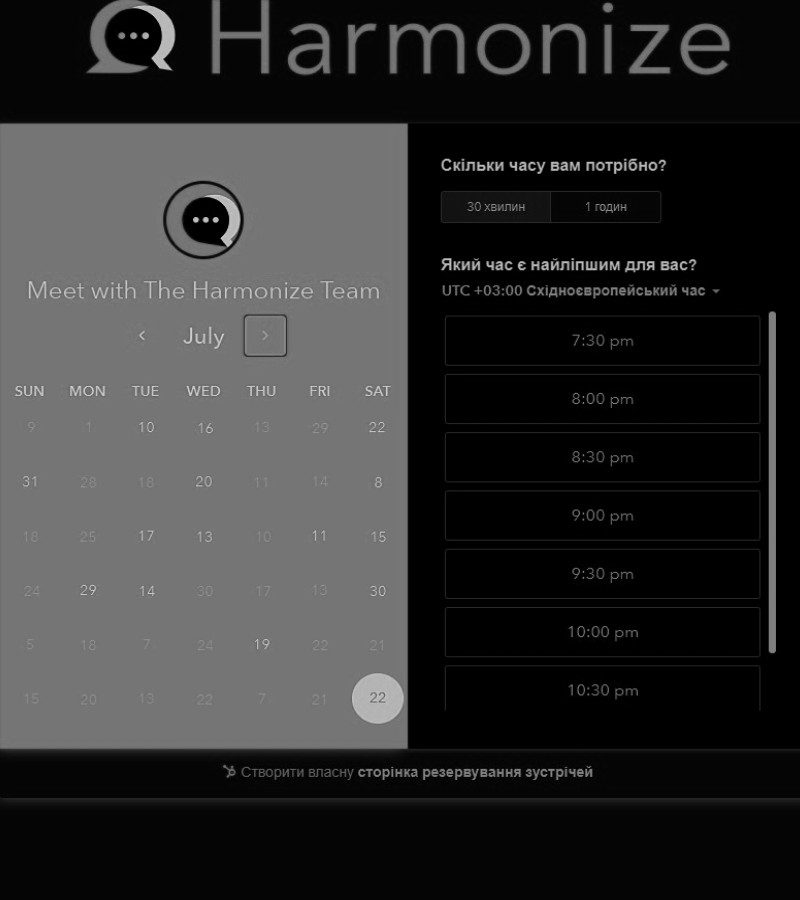 Harmonize
Meet with The Harmonize Team
July
SUN MON TUE WED THU FRI SAT
9 1 10 16 13 29 22
31 28 18 20 11 14 8
18 25 17 13 10 11 15
24 29 14 30 17 13 30
5 18 7 24 19 22 21
15 20 13 22 7 21 22
Скільки часу вам потрібно?
30 хвилин 1 годин
Який час є найліпшим для вас?
UTC +03:00 Східноєвропейський час
7:30 pm
8:00 pm
8:30 pm
9:00 pm
9:30 pm
10:00 pm
10:30 pm
Створити власну сторінка резервування зустрічей